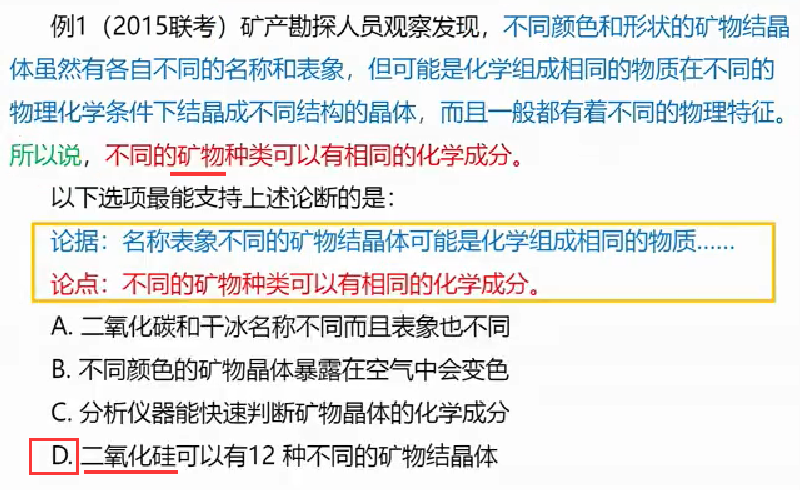 例1（2015联考）矿产勘探人员观察发现，不同颜色和形状的矿物结晶
体虽然有各自不同的名称和表象，但可能是化学组成相同的物质在不同的
物理化学条件下结晶成不同结构的晶体，而且一般都有着不同的物理特征。
所以说，不同的矿物种类可以有相同的化学成分。
以下选项最能支持上述论断的是：
论据：名称表象不同的矿物结晶体可能是化学组成相同的物质……
论点：不同的矿物种类可以有相同的化学成分。
A. 二氧化碳和干冰名称不同而且表象也不同
B. 不同颜色的矿物晶体暴露在空气中会变色
C. 分析仪器能快速判断矿物晶体的化学成分
D. 二氧化硅可以有12 种不同的矿物结晶体